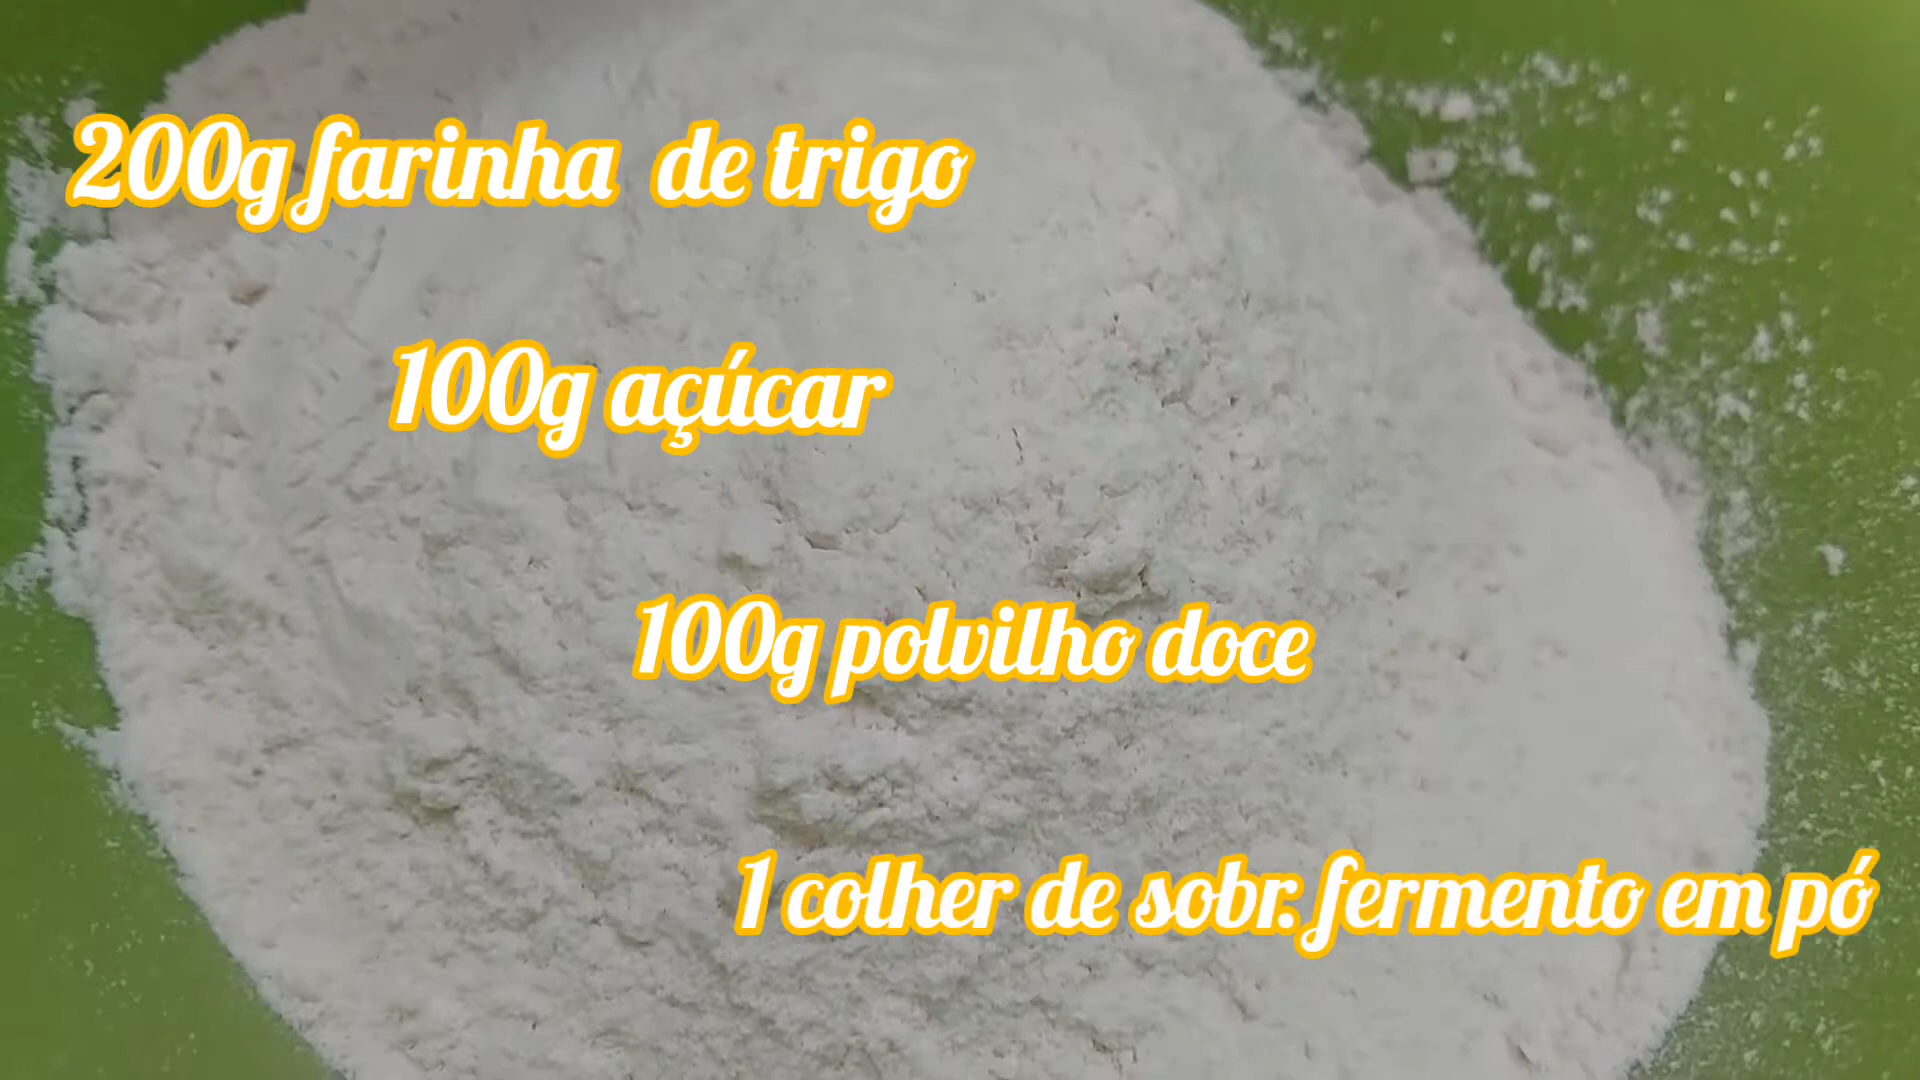 200g farinha de trigo
100g açúcar
100g polvilho doce
1 colher de sobr. fermento em pó